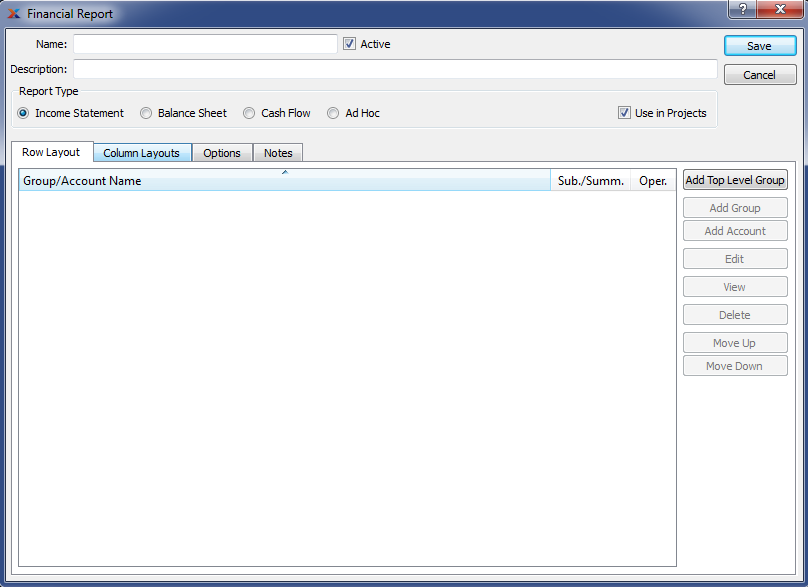 Financial Report
?
Name:
Active
Save
Description:
Cancel
Report Type
Income Statement Balance Sheet Cash Flow Ad Hoc Use in Projects
Row Layout Column Layouts Options Notes
Group/Account Name Sub./Summ. Oper.
Add Top Level Group
Add Group
Add Account
Edit
View
Delete
Move Up
Move Down